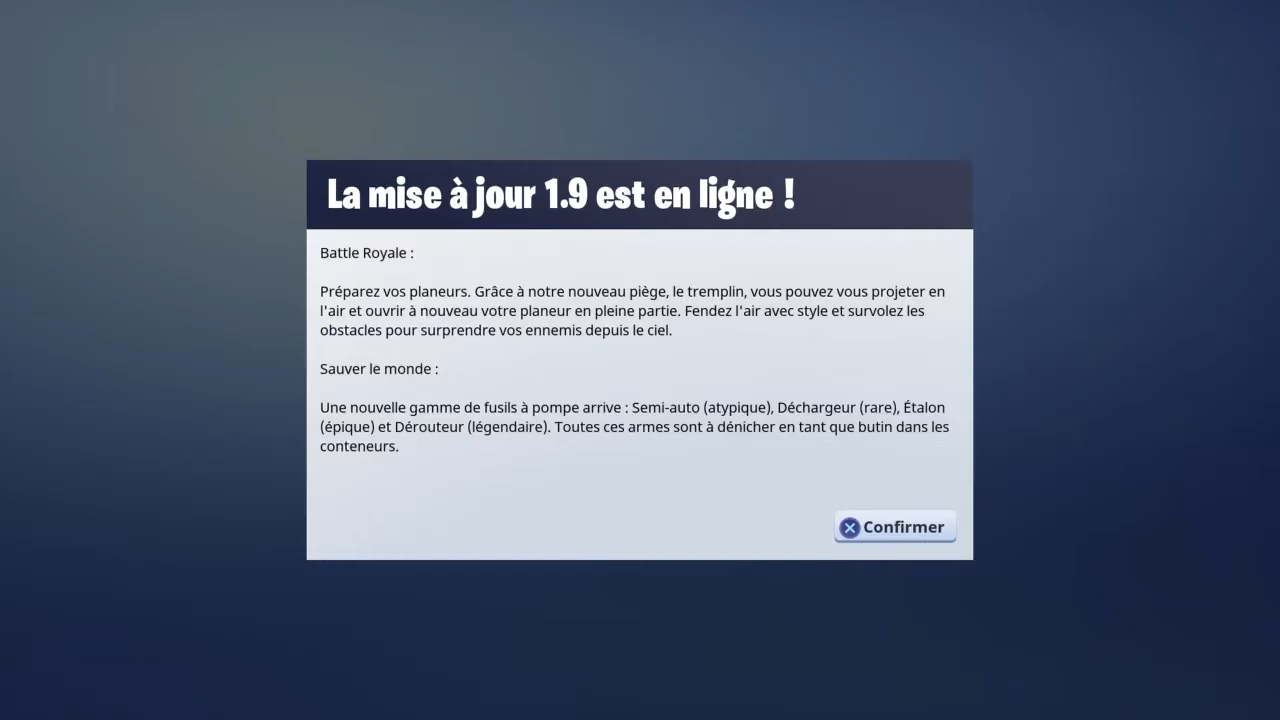 La mise à jour 1.9 est en ligne !
Battle Royale :
Préparez vos planeurs. Grâce à notre nouveau piège, le tremplin, vous pouvez vous projeter en
l'air et ouvrir à nouveau votre planeur en pleine partie. Fendez l'air avec style et survolez les
obstacles pour surprendre vos ennemis depuis le ciel.
Sauver le monde :
Une nouvelle gamme de fusils à pompe arrive : Semi-auto (atypique), Déchargeur (rare), Étalon
(épique) et Dérouteur (légendaire). Toutes ces armes sont à dénicher en tant que butin dans les
conteneurs.
Confirmer